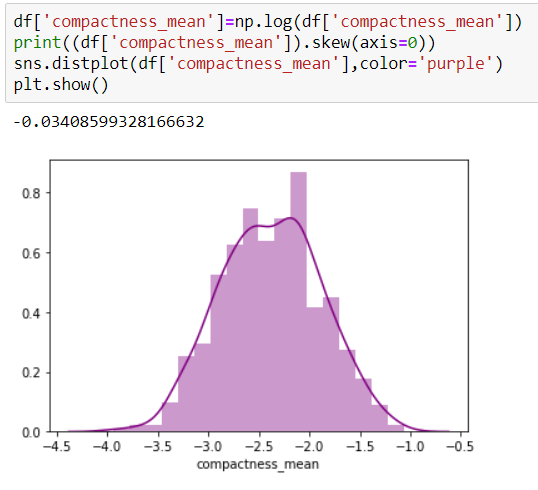 df['compactness_mean']=np.log(df['compactness_mean'])
print((df['compactness_mean']).skew(axis=0))
sns.distplot(df['compactness_mean'],color='purple')
plt.show()
-0.03408599328166632
0.8
0.6
0.4
0.2
0.0
−4.5 −4.0 −3.5 −3.0 −2.5 −2.0 −1.5 −1.0 −0.5
compactness_mean